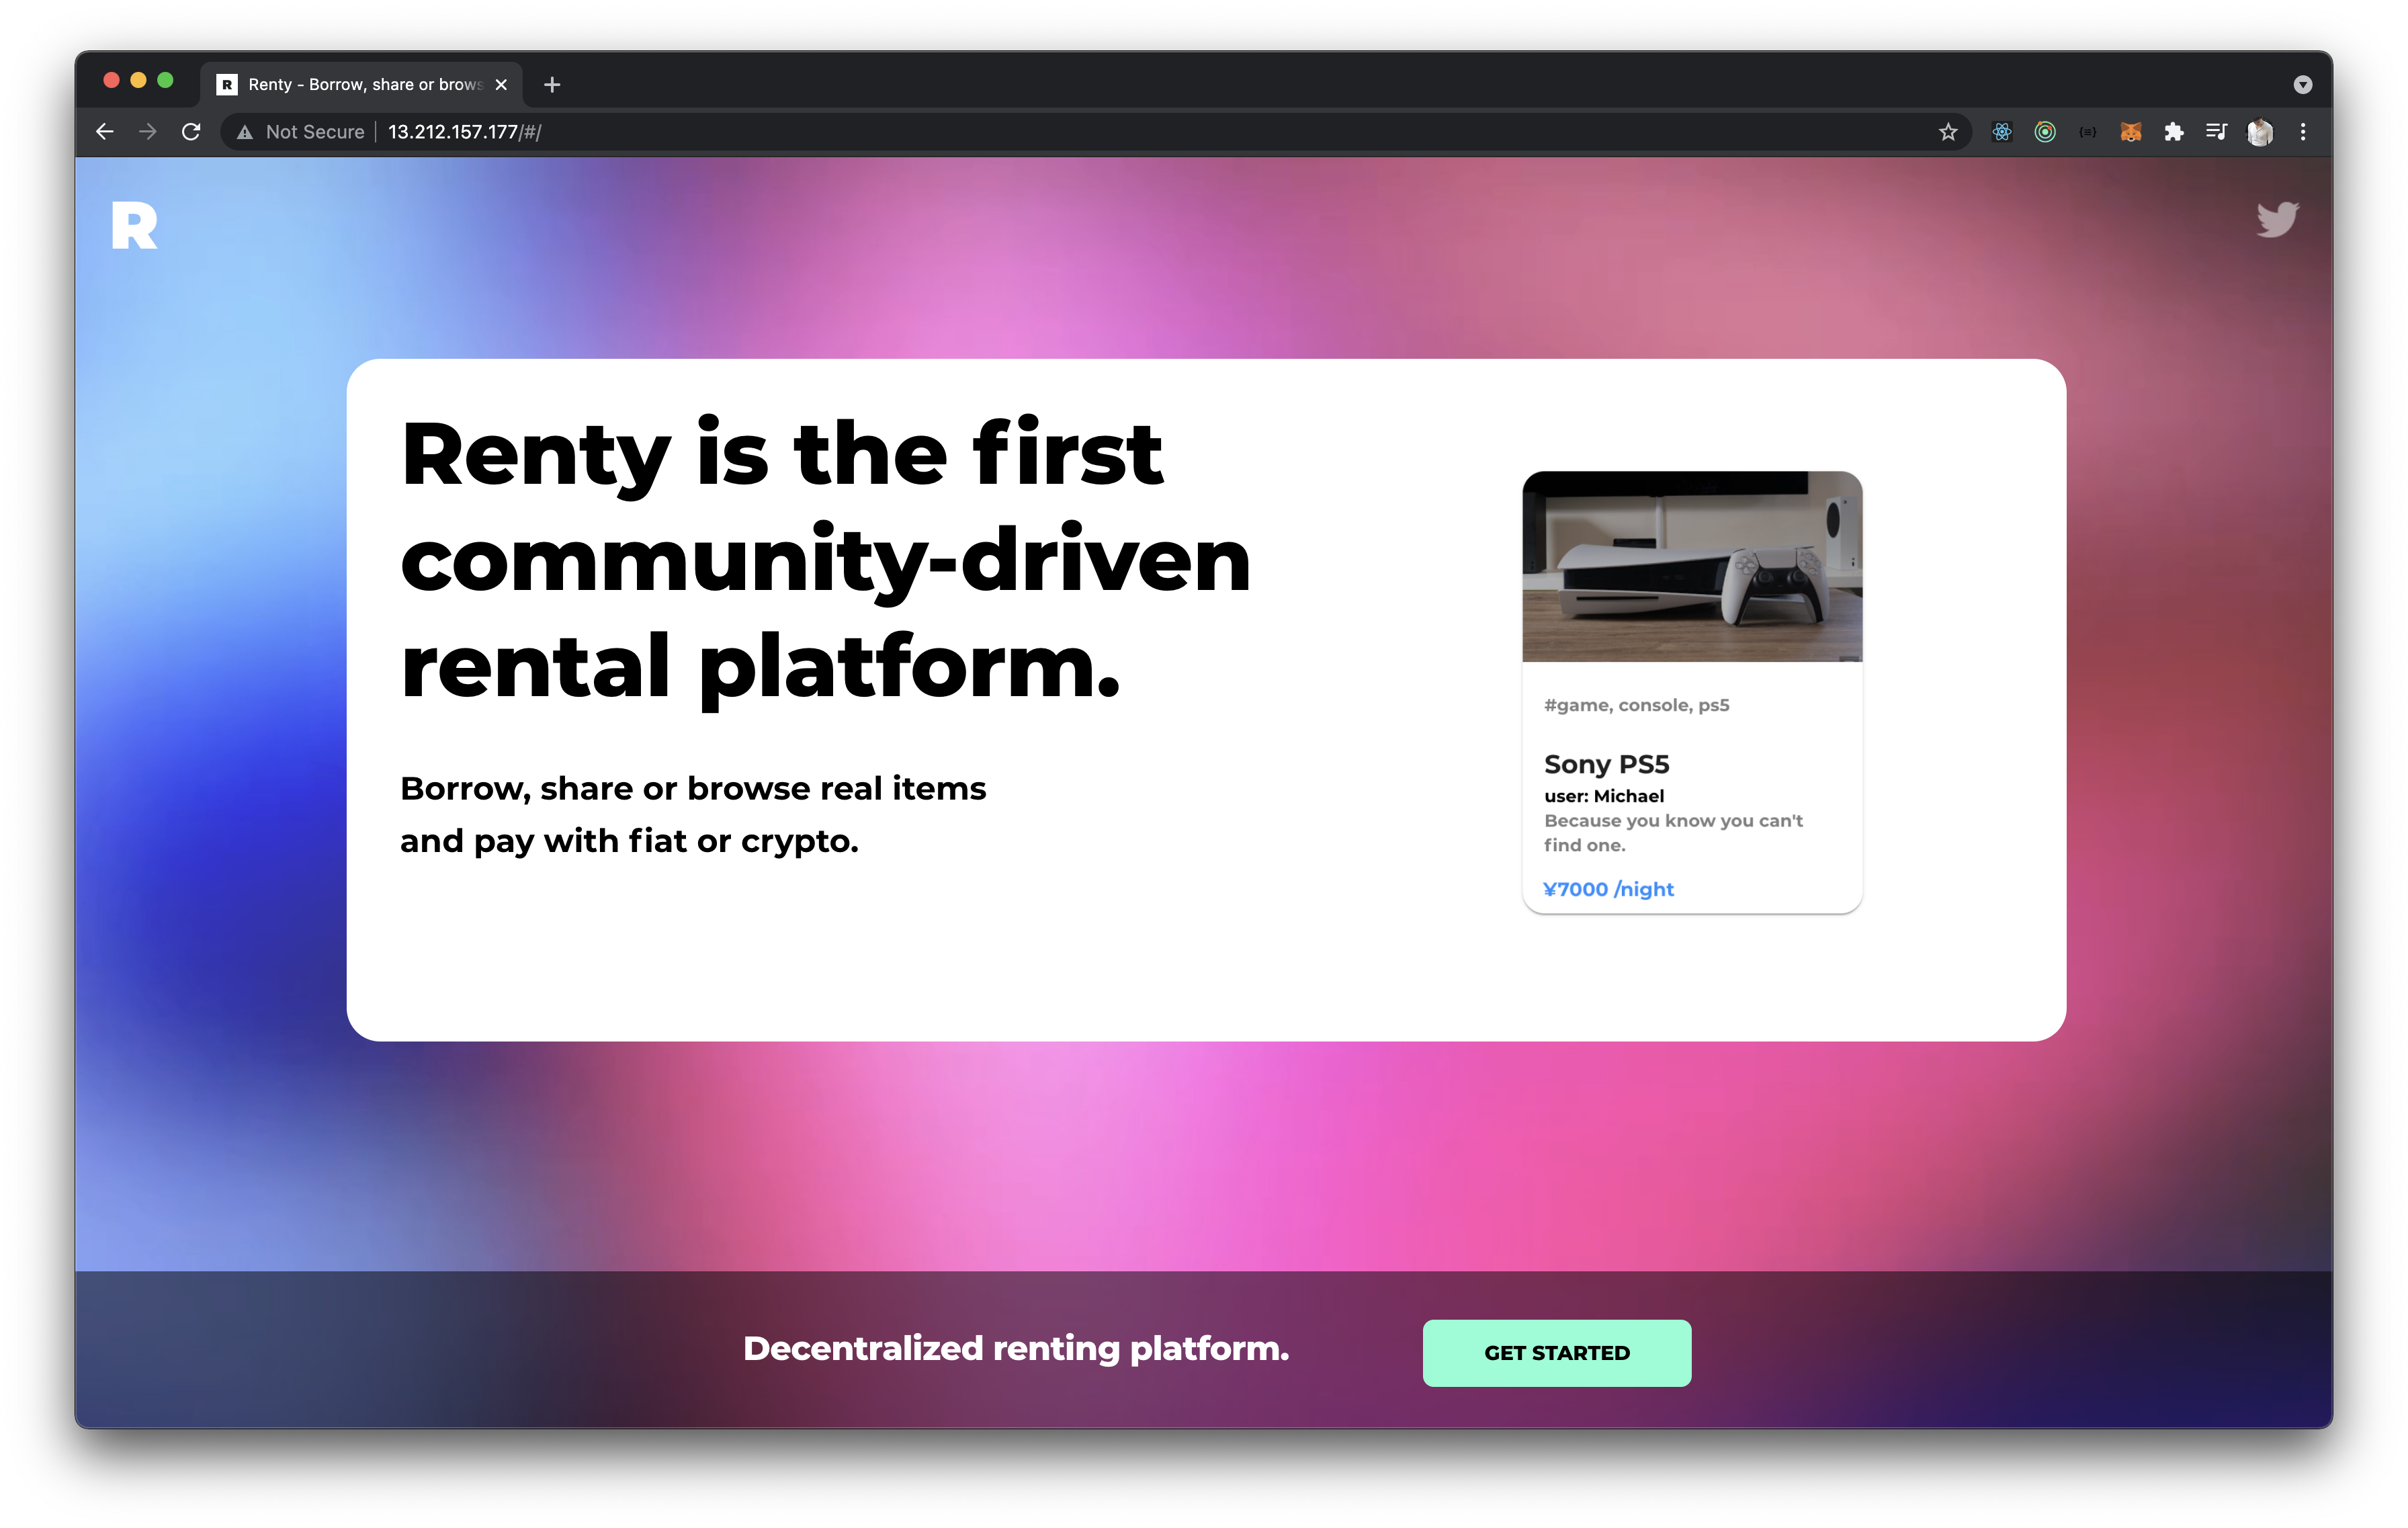 R Renty - Borrow, share or brows
Not Secure 13.212.157.177/#/
R
Renty is the first
community-driven
rental platform.
Borrow, share or browse real items
and pay with fiat or crypto.
#game, console, ps5
Sony PS5
user: Michael
Because you know you can't
find one.
¥7000 /night
Decentralized renting platform.
GET STARTED